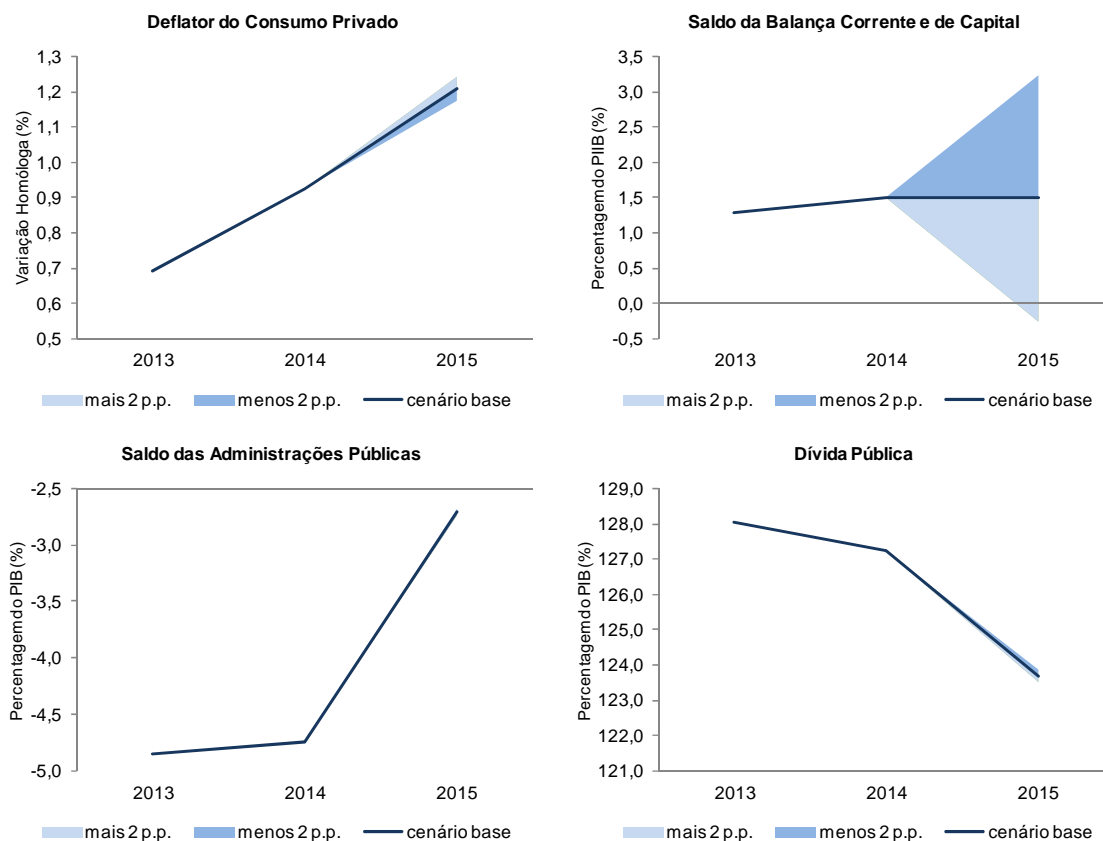 Deflator do Consumo Privado
Variação Homóloga (%)
1,3
1,2
1,1
1,0
0,9
0,8
0,7
0,6
0,5
2013 2014 2015
mais 2 p.p. menos 2 p.p. cenário base
Saldo da Balança Corrente e de Capital
Percentagem do PIIB (%)
3,5
3,0
2,5
2,0
1,5
1,0
0,5
0,0
-0,5
2013 2014 2015
mais 2 p.p. menos 2 p.p. cenário base
Saldo das Administrações Públicas
Percentagem do PIB (%)
-2,5
-3,0
-3,5
-4,0
-4,5
-5,0
2013 2014 2015
mais 2 p.p. menos 2 p.p. cenário base
Dívida Pública
Percentagem do PIB (%)
129,0
128,0
127,0
126,0
125,0
124,0
123,0
122,0
121,0
2013 2014 2015
mais 2 p.p. menos 2 p.p. cenário base